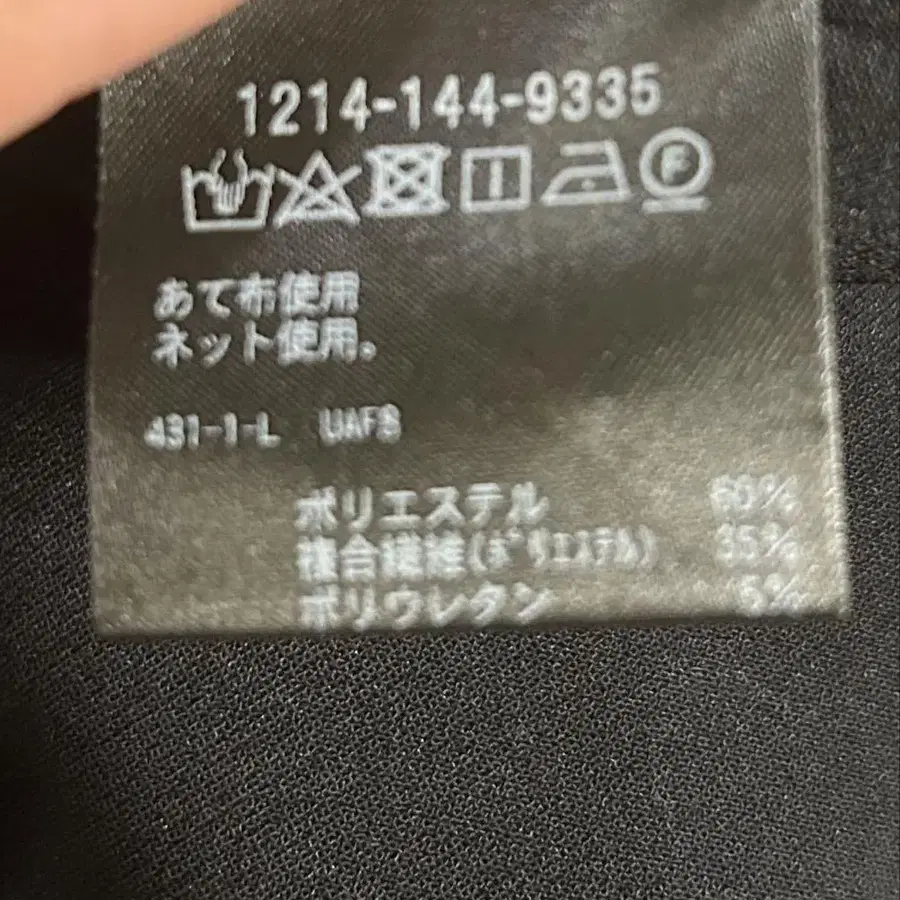 1214-144-9335
F
あて布使用
ネット使用。
431-1-L UAF8
ポリエステル 60%
複合繊維(ポリエステル) 35%
ポリウレタン 5%